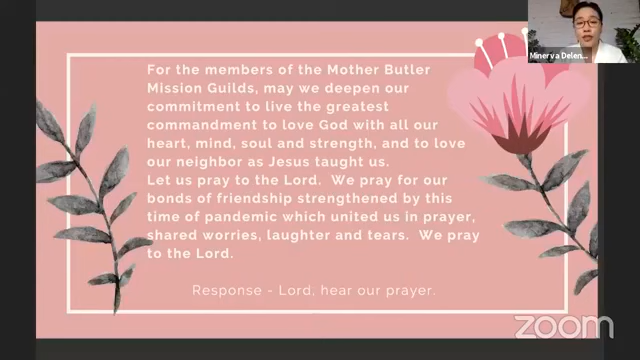 Minerva Delen...
For the members of the Mother Butler
Mission Guilds, may we deepen our
commitment to live the greatest
commandment to love God with all our
heart, mind, soul and strength, and to love
our neighbor as Jesus taught us.
Let us pray to the Lord.  We pray for our
bonds of friendship strengthened by this
time of pandemic which united us in prayer,
shared worries, laughter and tears.  We pray
to the Lord.
Response - Lord, hear our prayer.
zoom